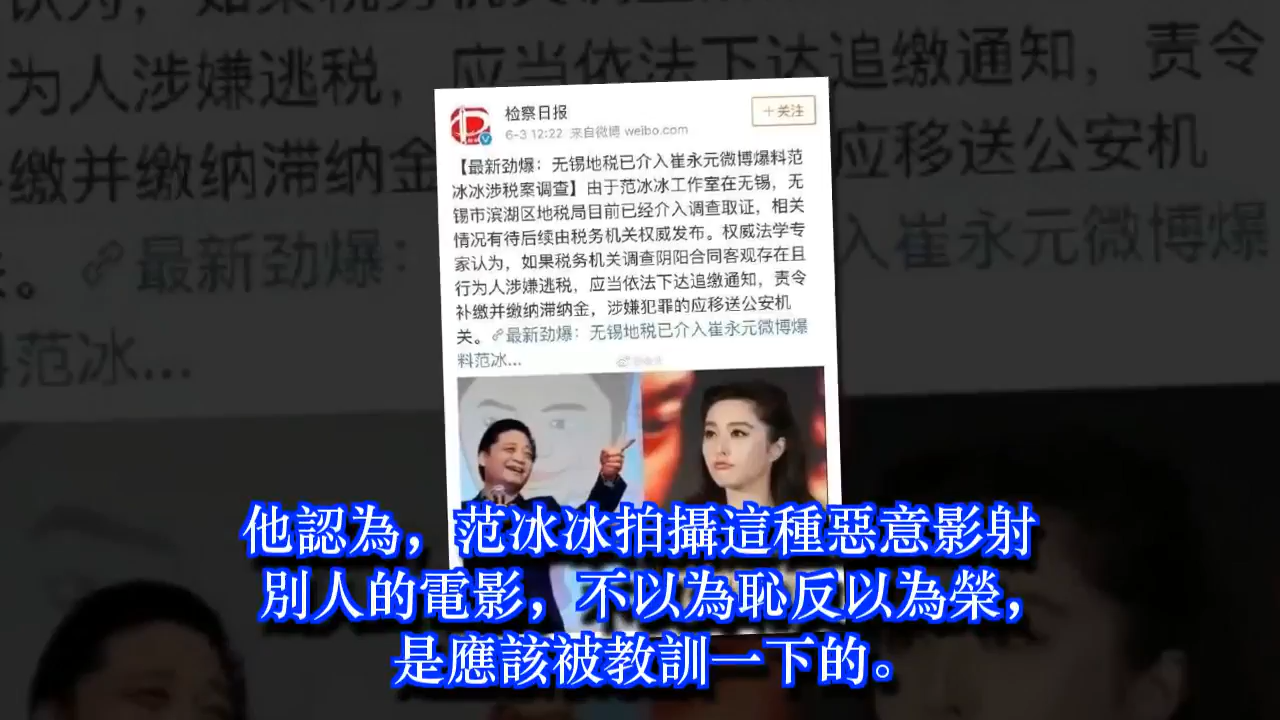 认为，如果税务机关调查
为人涉嫌逃税，应当依法下达追缴通知，责令
缴并缴纳滞纳金
应移送公安机
关。
最新劲爆：
入崔永元微博爆
料范冰...
检察日报
6-3 12:22 来自微博 weibo.com
＋关注
【最新劲爆：无锡地税已介入崔永元微博爆料范
冰冰涉税案调查】由于范冰冰工作室在无锡，无
锡市滨湖区地税局目前已经介入调查取证，相关
情况有待后续由税务机关权威发布。权威法学专
家认为，如果税务机关调查阴阳合同客观存在且
行为人涉嫌逃税，应当依法下达追缴通知，责令
补缴并缴纳滞纳金，涉嫌犯罪的应移送公安机
关。最新劲爆：无锡地税已介入崔永元微博爆
料范冰...
他認為，范冰冰拍攝這種惡意影射
別人的電影，不以為恥反以為榮，
是應該被教訓一下的。